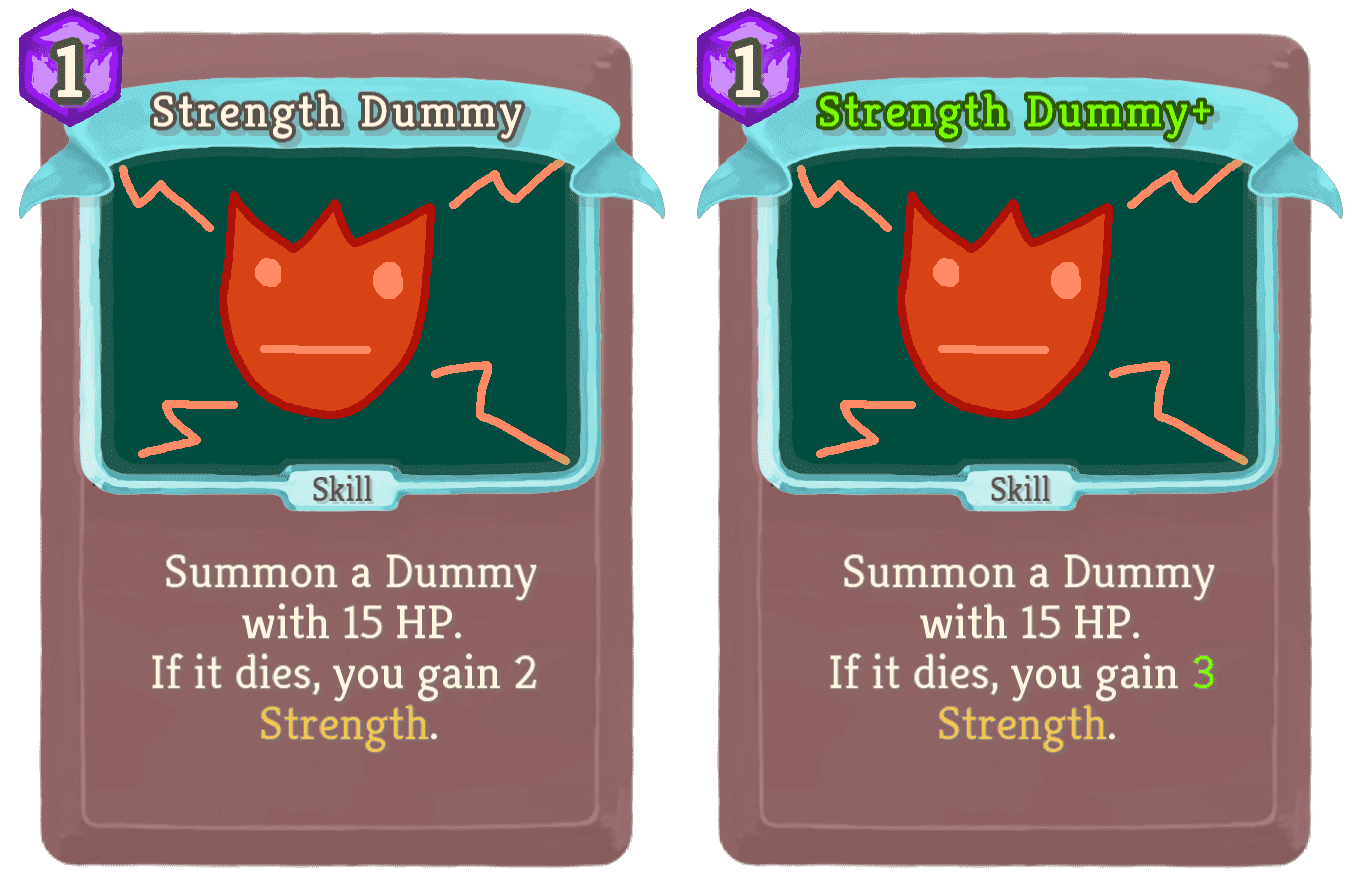 1
Strength Dummy
Skill
Summon a Dummy
with 15 HP.
If it dies, you gain 2
Strength.
1
Strength Dummy+
Skill
Summon a Dummy
with 15 HP.
If it dies, you gain 3
Strength.